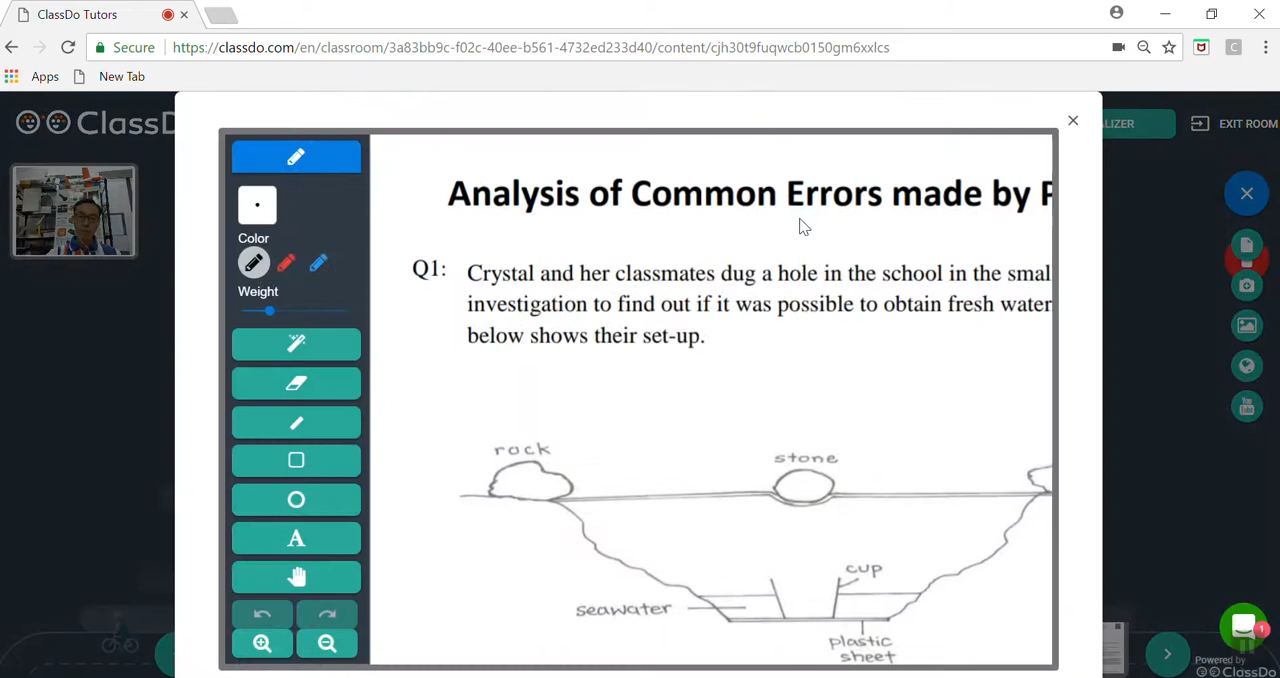 ClassDo Tutors
Secure
https://classdo.com/en/classroom/3a83bb9c-f02c-40ee-b561-4732ed233d40/content/cjh30t9fuqwcb0150gm6xxlcs
C
Apps
New Tab
ClassD
LIZER
EXIT ROOM
Analysis of Common Errors made by P
Color
Q1:
Crystal and her classmates dug a hole in the school in the smal
Weight
investigation to find out if it was possible to obtain fresh water
below shows their set-up.
A
rock
stone
cup
seawater
plastic
sheet
You
Tube
1
Powered by
ClassDo